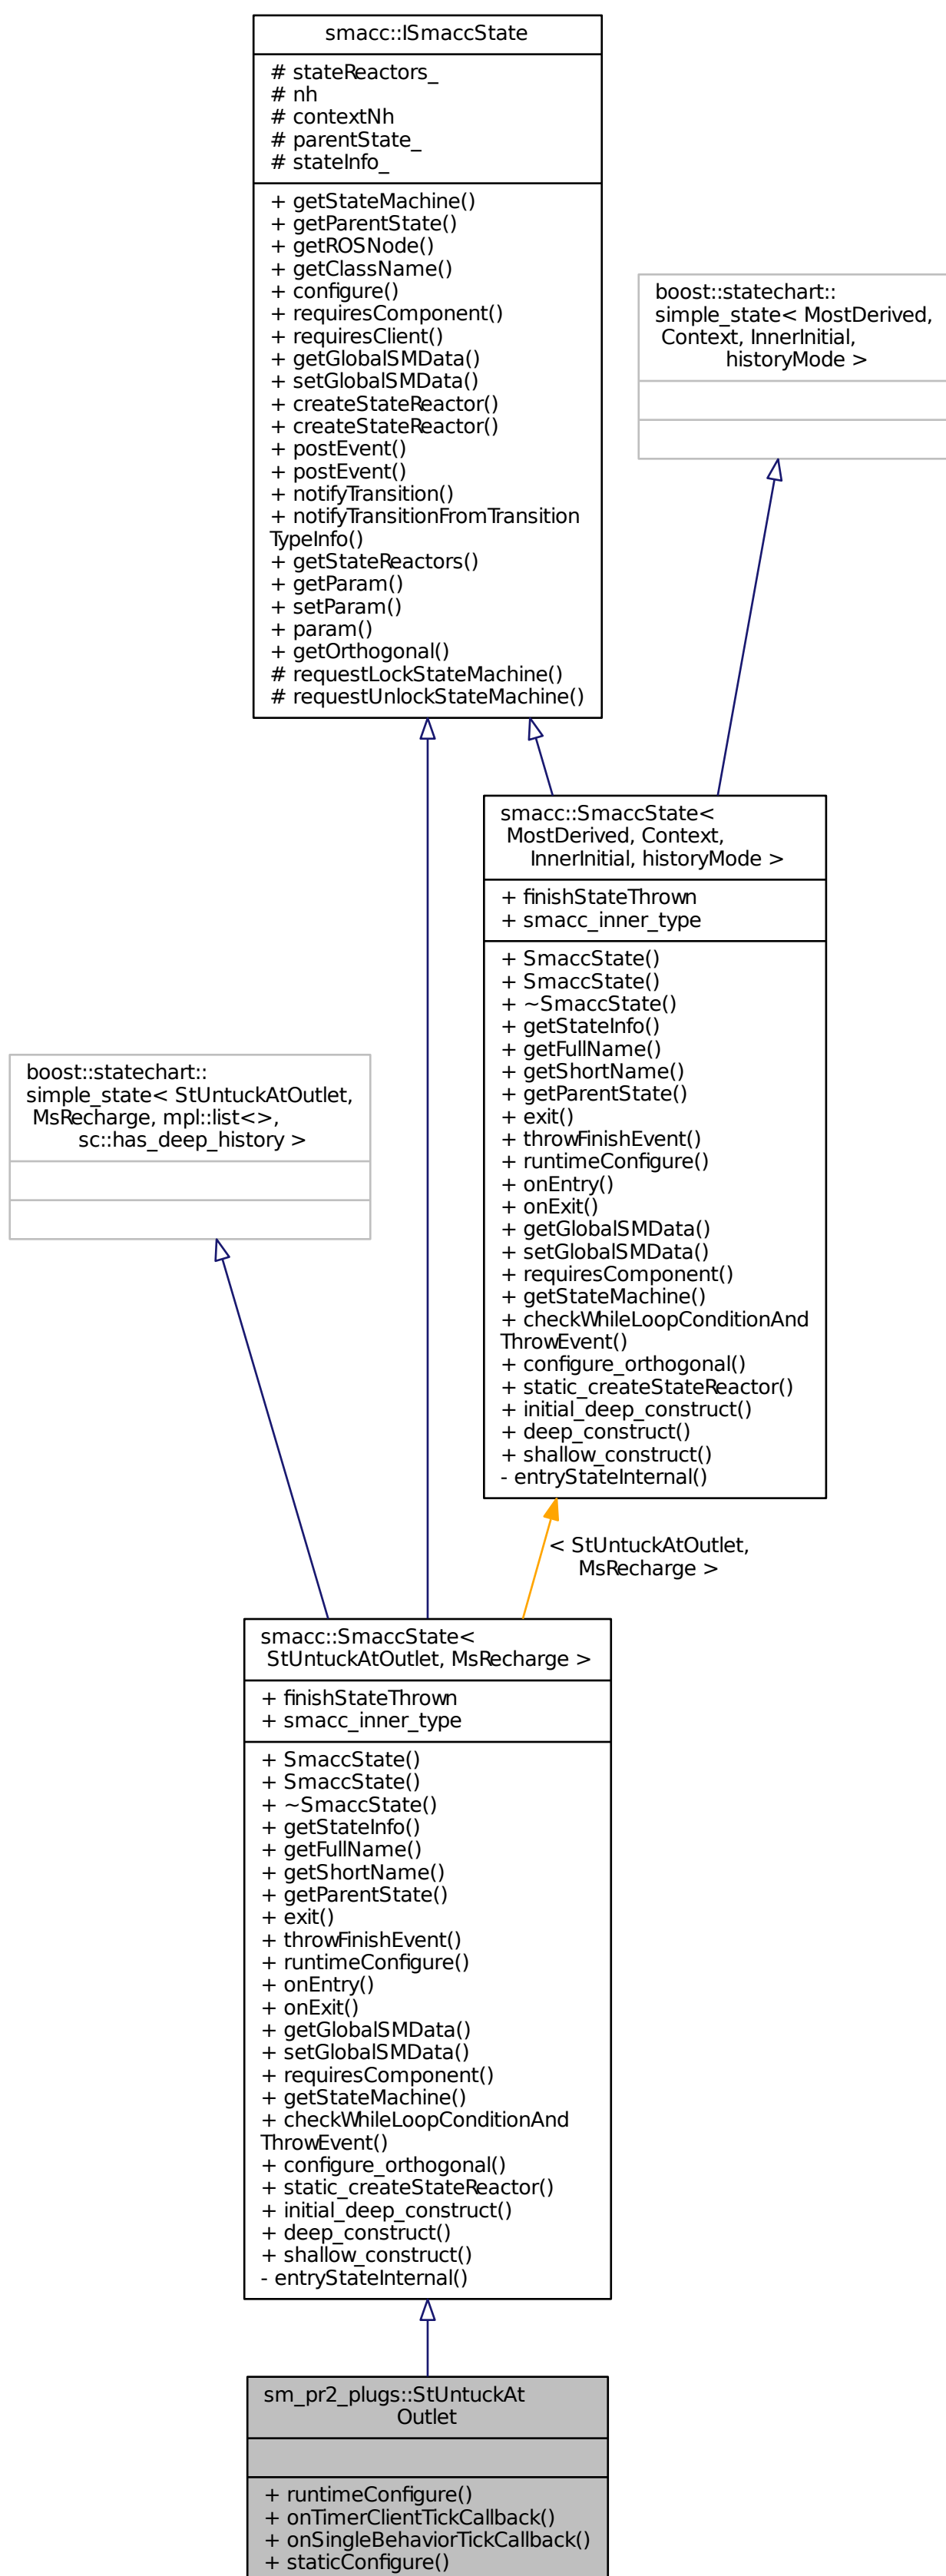 smacc::ISmaccState
# stateReactors_
# nh
# contextNh
# parentState_
# stateInfo_
+ getStateMachine()
+ getParentState()
+ getROSNode()
+ getClassName()
+ configure()
+ requiresComponent()
+ requiresClient()
+ getGlobalSMData()
+ setGlobalSMData()
+ createStateReactor()
+ createStateReactor()
+ postEvent()
+ postEvent()
+ notifyTransition()
+ notifyTransitionFromTransition
TypeInfo()
+ getStateReactors()
+ getParam()
+ setParam()
+ param()
+ getOrthogonal()
# requestLockStateMachine()
# requestUnlockStateMachine()
boost::statechart::
simple_state< MostDerived,
Context, InnerInitial,
historyMode >
smacc::SmaccState<
MostDerived, Context,
InnerInitial, historyMode >
+ finishStateThrown
+ smacc_inner_type
+ SmaccState()
+ SmaccState()
+ ~SmaccState()
+ getStateInfo()
+ getFullName()
+ getShortName()
+ getParentState()
+ exit()
+ throwFinishEvent()
+ runtimeConfigure()
+ onEntry()
+ onExit()
+ getGlobalSMData()
+ setGlobalSMData()
+ requiresComponent()
+ getStateMachine()
+ checkWhileLoopConditionAnd
ThrowEvent()
+ configure_orthogonal()
+ static_createStateReactor()
+ initial_deep_construct()
+ deep_construct()
+ shallow_construct()
- entryStateInternal()
boost::statechart::
simple_state< StUntuckAtOutlet,
MsRecharge, mpl::list<>,
sc::has_deep_history >
< StUntuckAtOutlet,
MsRecharge >
smacc::SmaccState<
StUntuckAtOutlet, MsRecharge >
+ finishStateThrown
+ smacc_inner_type
+ SmaccState()
+ SmaccState()
+ ~SmaccState()
+ getStateInfo()
+ getFullName()
+ getShortName()
+ getParentState()
+ exit()
+ throwFinishEvent()
+ runtimeConfigure()
+ onEntry()
+ onExit()
+ getGlobalSMData()
+ setGlobalSMData()
+ requiresComponent()
+ getStateMachine()
+ checkWhileLoopConditionAnd
ThrowEvent()
+ configure_orthogonal()
+ static_createStateReactor()
+ initial_deep_construct()
+ deep_construct()
+ shallow_construct()
- entryStateInternal()
sm_pr2_plugs::StUntuckAt
Outlet
+ runtimeConfigure()
+ onTimerClientTickCallback()
+ onSingleBehaviorTickCallback()
+ staticConfigure()